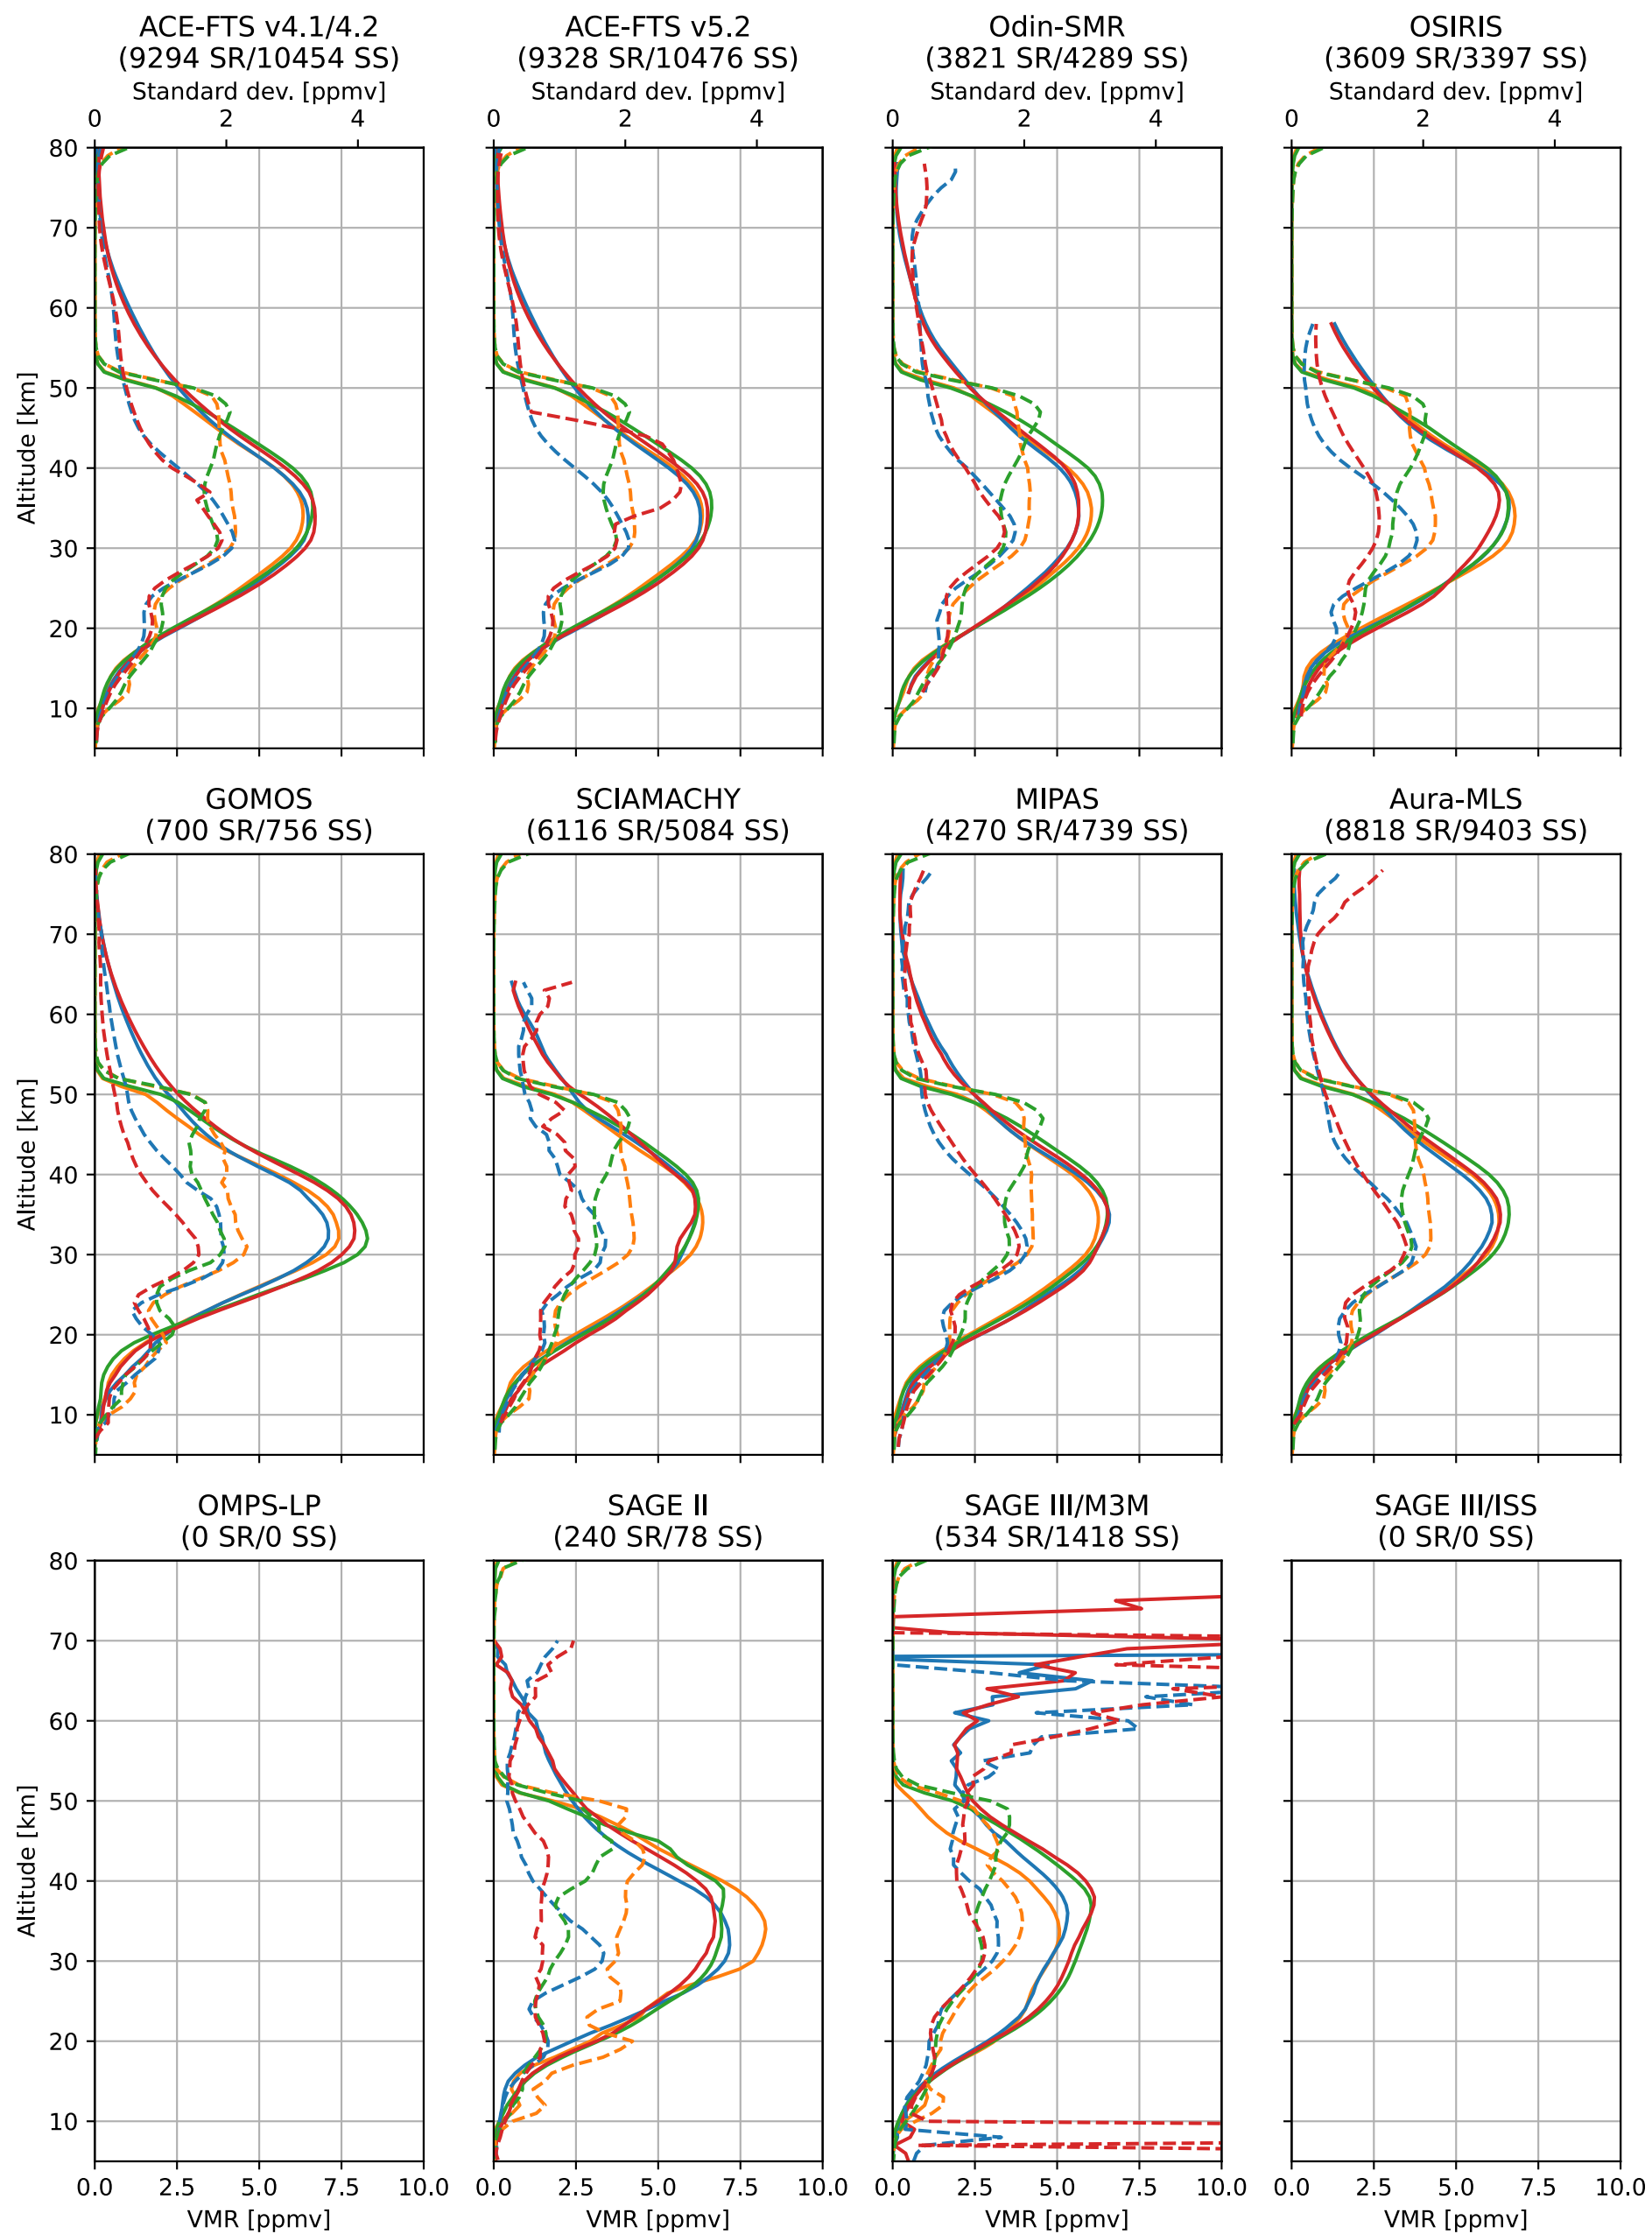 ACE-FTS v4.1/4.2
(9294 SR/10454 SS)
Standard dev. [ppmv]
0 2 4
ACE-FTS v5.2
(9328 SR/10476 SS)
Standard dev. [ppmv]
0 2 4
Odin-SMR
(3821 SR/4289 SS)
Standard dev. [ppmv]
0 2 4
OSIRIS
(3609 SR/3397 SS)
Standard dev. [ppmv]
0 2 4
Altitude [km]
80
70
60
50
40
30
20
10
GOMOS
(700 SR/756 SS)
SCIAMACHY
(6116 SR/5084 SS)
MIPAS
(4270 SR/4739 SS)
Aura-MLS
(8818 SR/9403 SS)
Altitude [km]
80
70
60
50
40
30
20
10
OMPS-LP
(0 SR/0 SS)
SAGE II
(240 SR/78 SS)
SAGE III/M3M
(534 SR/1418 SS)
SAGE III/ISS
(0 SR/0 SS)
Altitude [km]
80
70
60
50
40
30
20
10
0.0 2.5 5.0 7.5 10.0
VMR [ppmv]
0.0 2.5 5.0 7.5 10.0
VMR [ppmv]
0.0 2.5 5.0 7.5 10.0
VMR [ppmv]
0.0 2.5 5.0 7.5 10.0
VMR [ppmv]